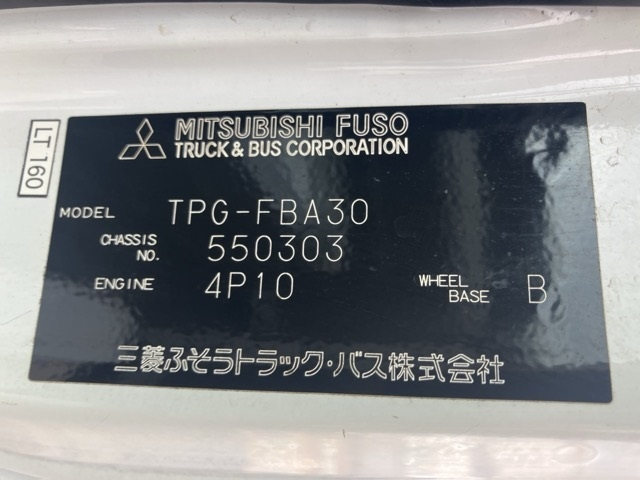 MITSUBISHI FUSO
TRUCK & BUS CORPORATION
LT160
MODEL TPG-FBA30
CHASSIS NO. 550303
ENGINE 4P10 WHEEL BASE B
三菱ふそうトラック・バス株式会社